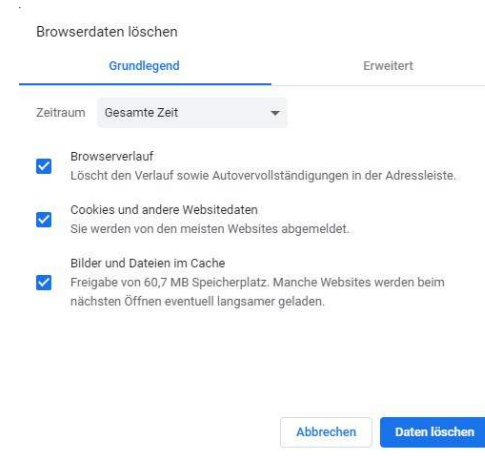 Browserdaten löschen
Grundlegend Erweitert
Zeitraum Gesamte Zeit
Browserverlauf
Löscht den Verlauf sowie Autovervollständigungen in der Adressleiste.
Cookies und andere Websitedaten
Sie werden von den meisten Websites abgemeldet.
Bilder und Dateien im Cache
Freigabe von 60,7 MB Speicherplatz. Manche Websites werden beim
nächsten Öffnen eventuell langsamer geladen.
Abbrechen Daten löschen